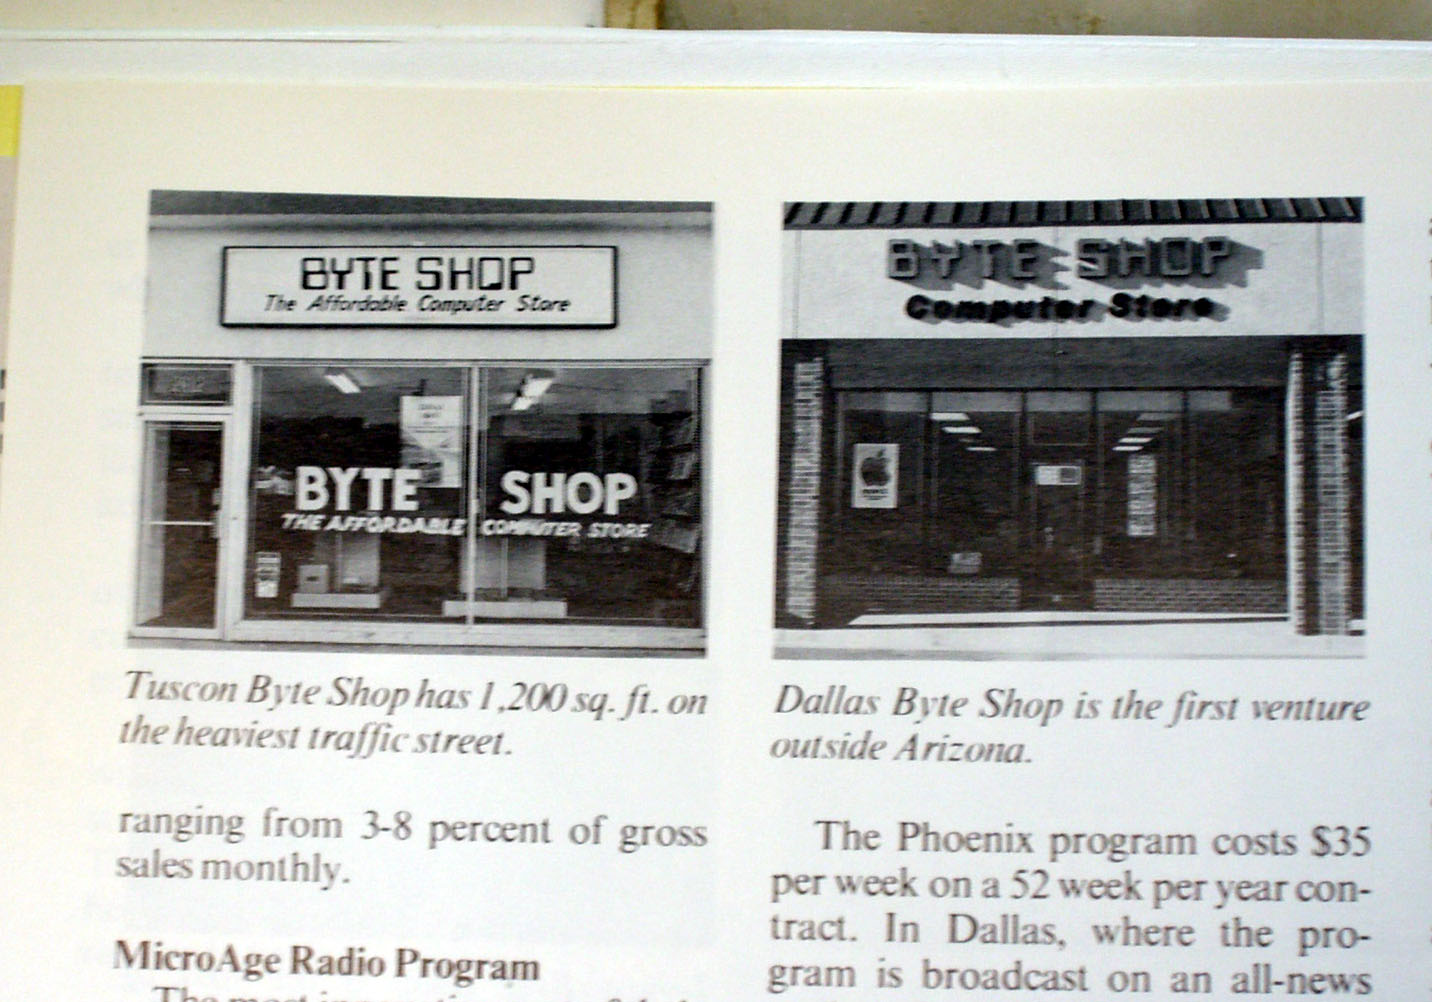 BYTE SHOP
The Affordable Computer Store
BYTE SHOP
THE AFFORDABLE COMPUTER STORE
Tuscon Byte Shop has 1,200 sq. ft. on
the heaviest traffic street.
ranging from 3-8 percent of gross
sales monthly.
MicroAge Radio Program
The most
BYTE SHOP
Computer Store
Dallas Byte Shop is the first venture
outside Arizona.
The Phoenix program costs $35
per week on a 52 week per year con-
tract. In Dallas, where the pro-
gram is broadcast on an all-news